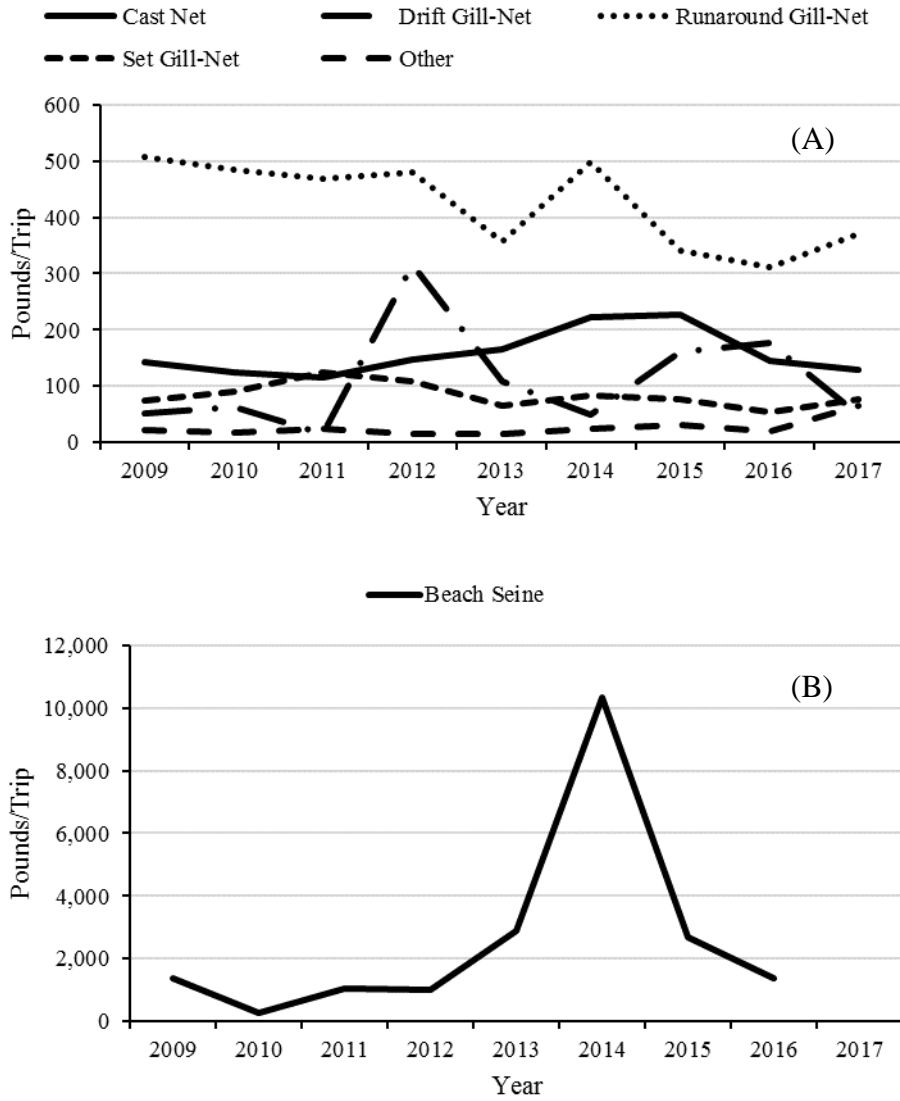 Cast Net Drift Gill-Net Runaround Gill-Net
Set Gill-Net Other
600
(A)
500
400
300
200
100
0
Pounds/Trip
2009 2010 2011 2012 2013 2014 2015 2016 2017
Year
Beach Seine
12,000
(B)
10,000
8,000
6,000
4,000
2,000
0
Pounds/Trip
2009 2010 2011 2012 2013 2014 2015 2016 2017
Year